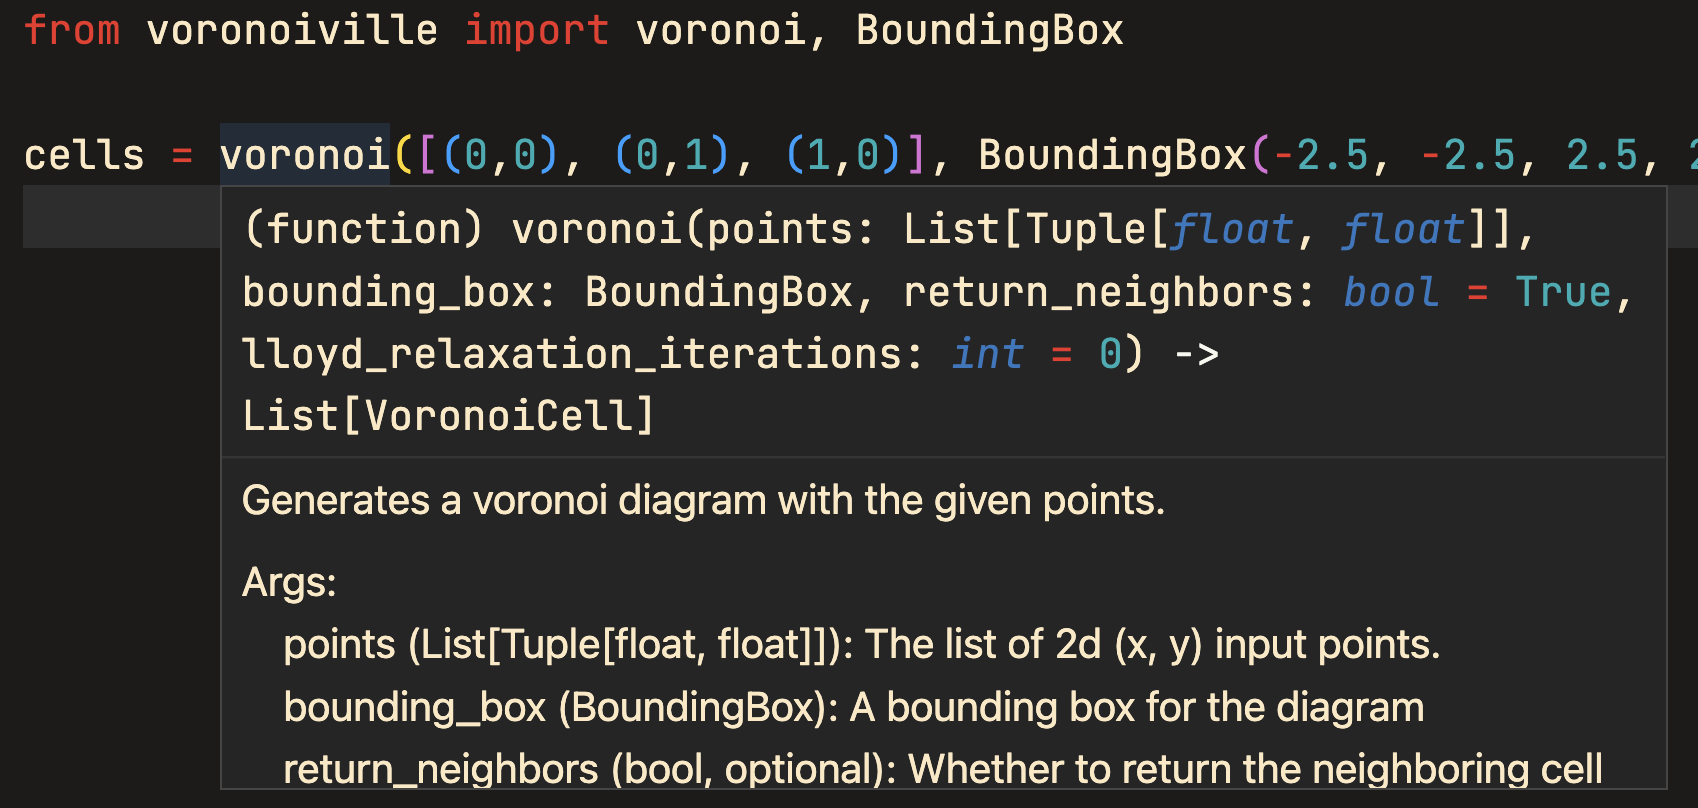 from voronoiville import voronoi, BoundingBox
cells = voronoi([(0,0), (0,1), (1,0)], BoundingBox(-2.5, -2.5, 2.5,
(function) voronoi(points: List[Tuple[float, float]],
bounding_box: BoundingBox, return_neighbors: bool = True,
lloyd_relaxation_iterations: int = 0) ->
List[VoronoiCell]
Generates a voronoi diagram with the given points.
Args:
points (List[Tuple[float, float]]): The list of 2d (x, y) input points.
bounding_box (BoundingBox): A bounding box for the diagram
return_neighbors (bool, optional): Whether to return the neighboring cell